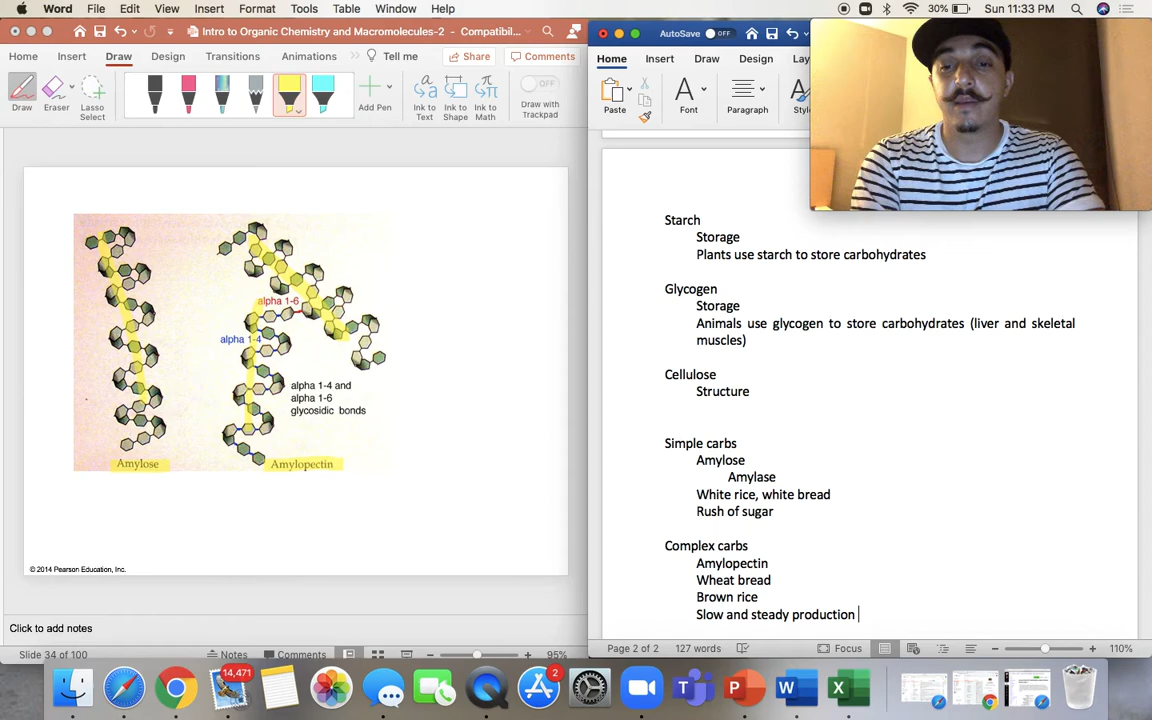 Word File Edit View Insert Format Tools Table Window Help
30% Sun 11:33 PM
Intro to Organic Chemistry and Macromolecules-2 - Compatibil...
Home Insert Draw Design Transitions Animations Tell me Share Comments
Draw Eraser Lasso Select Add Pen Ink to Text Ink to Shape Ink to Math OFF Draw with Trackpad
alpha 1-6
alpha 1-4
alpha 1-4 and
alpha 1-6
glycosidic bonds
Amylose Amylopectin
© 2014 Pearson Education, Inc.
Click to add notes
Slide 34 of 100 Notes Comments 95%
AutoSave OFF
Home Insert Draw Design
Paste Font Paragraph
Starch
Storage
Plants use starch to store carbohydrates
Glycogen
Storage
Animals use glycogen to store carbohydrates (liver and skeletal
muscles)
Cellulose
Structure
Simple carbs
Amylose
Amylase
White rice, white bread
Rush of sugar
Complex carbs
Amylopectin
Wheat bread
Brown rice
Slow and steady production
Page 2 of 2 127 words Focus 110%
14,471 2